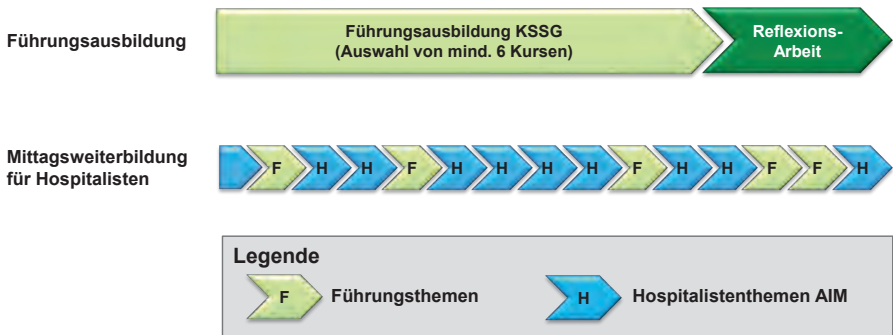 Führungsausbildung
Führungsausbildung KSSG
(Auswahl von mind. 6 Kursen)
Reflexions-
Arbeit
Mittagsweiterbildung
für Hospitalisten
F H H F H H H H F H H F F H
Legende
F Führungsthemen
H Hospitalistenthemen AIM